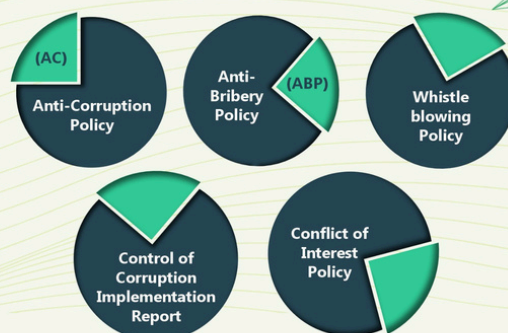 (AC)
Anti-Corruption
Policy
Anti-
Bribery
Policy
(ABP)
Whistle
blowing
Policy
Control of
Corruption
Implementation
Report
Conflict of
Interest
Policy